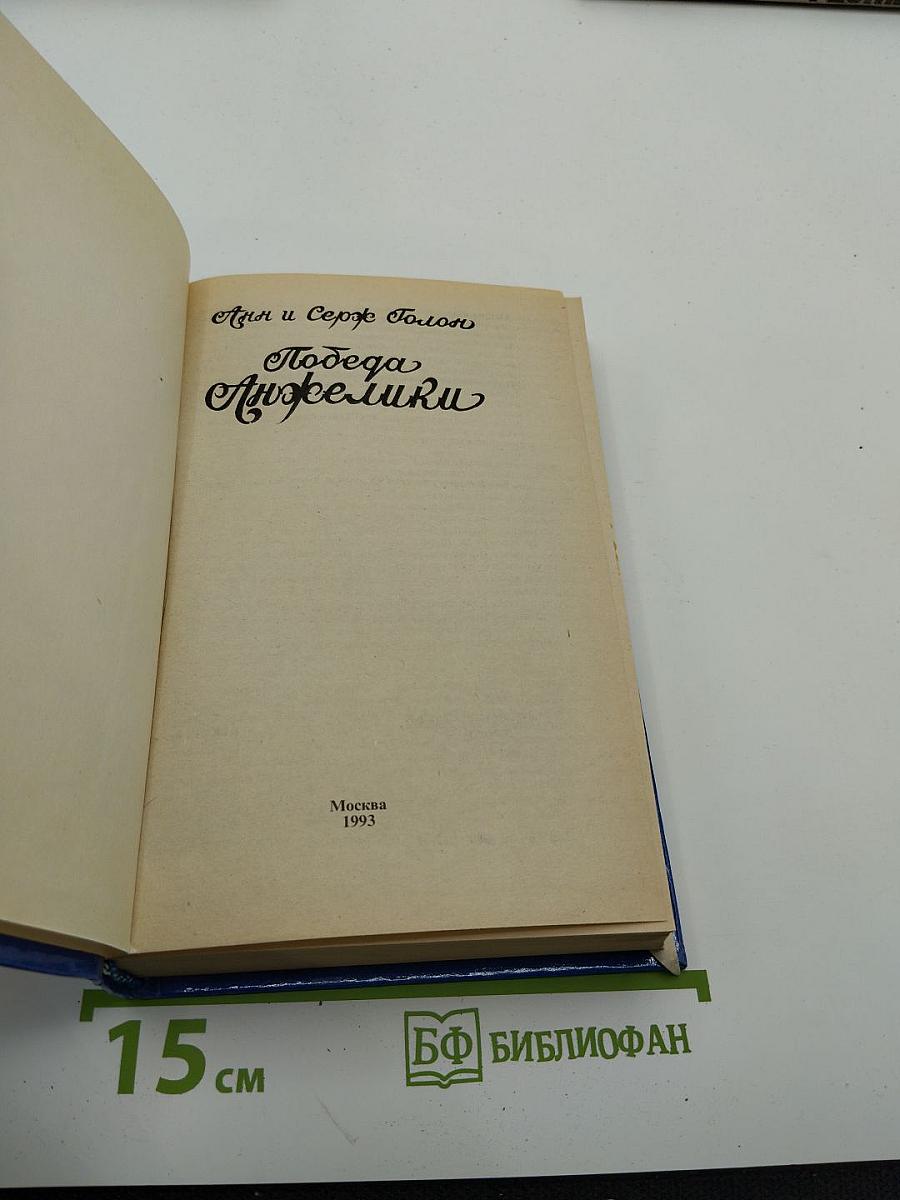 Анн и Серж Голон
Победа
Анжелики
Москва
1993
15 см
БФ БИБЛИОФАН